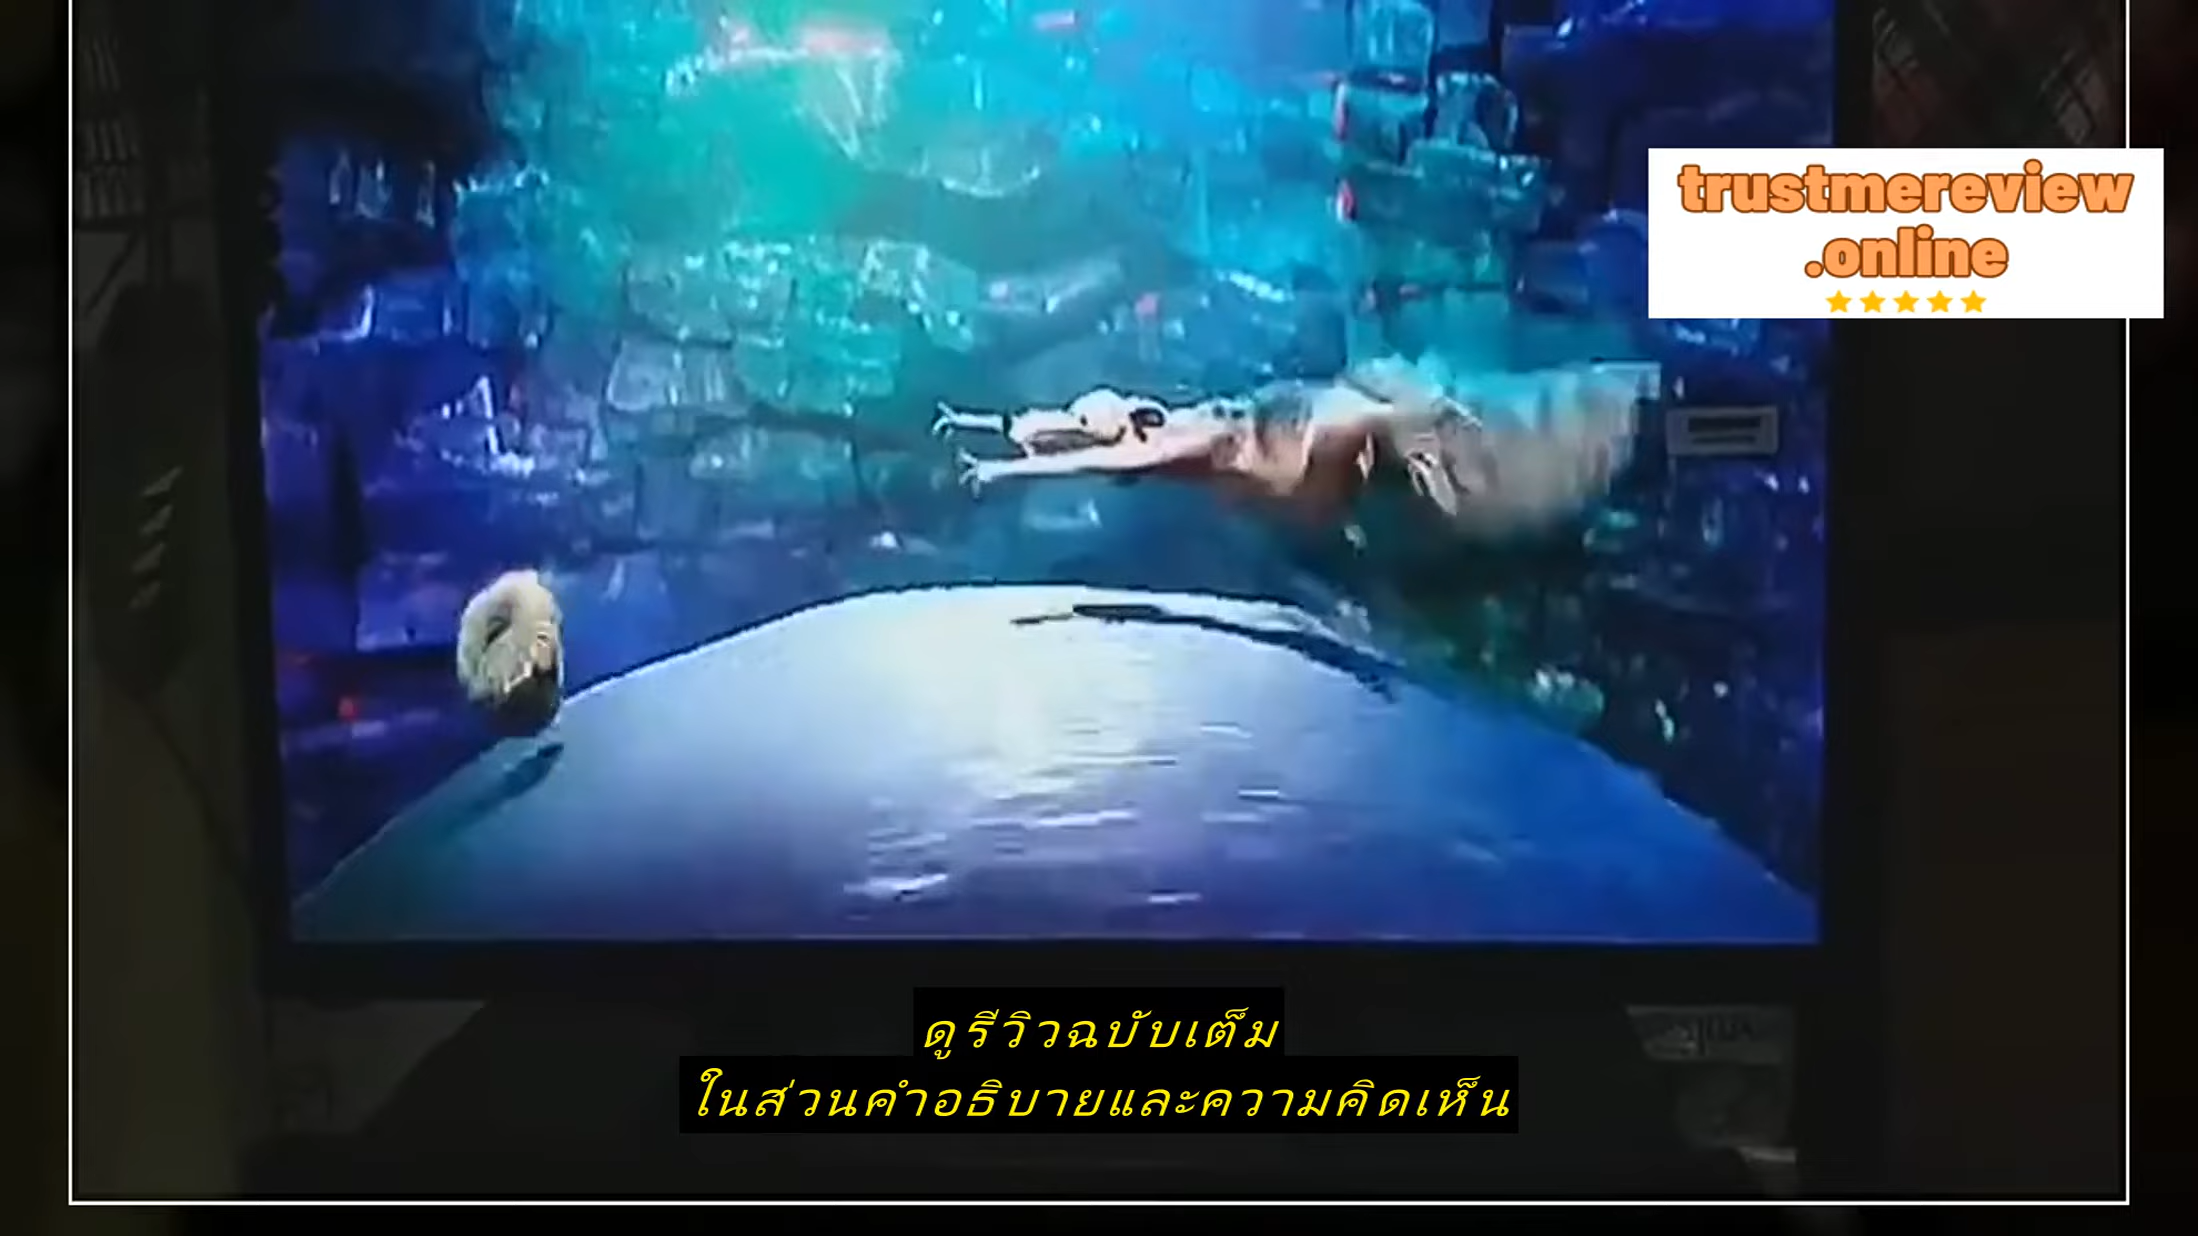 trustmereview
.online
ดูรีวิวฉบับเต็ม
ในส่วนคำอธิบายและความคิดเห็น